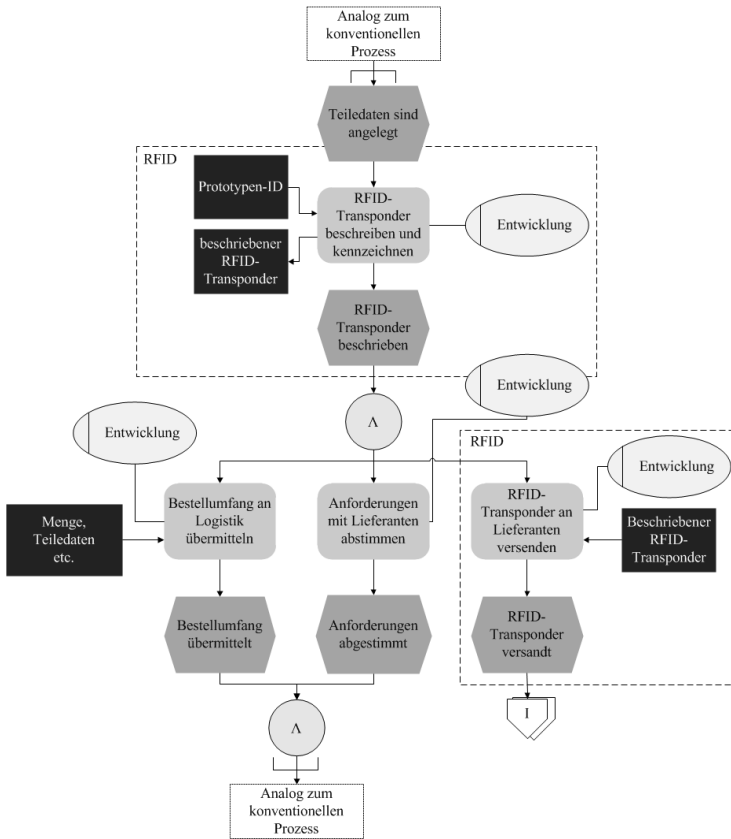 Analog zum
konventionellen
Prozess
Teiledaten sind
angelegt
RFID
Prototypen-ID
RFID-
Transponder
beschreiben und
kennzeichnen
Entwicklung
beschriebener
RFID-
Transponder
RFID-
Transponder
beschrieben
Entwicklung
Λ
Entwicklung
RFID
Entwicklung
Bestellumfang an
Logistik
übermitteln
Anforderungen
mit Lieferanten
abstimmen
RFID-
Transponder an
Lieferanten
versenden
Menge,
Teiledaten
etc.
Beschriebener
RFID-
Transponder
Bestellumfang
übermittelt
Anforderungen
abgestimmt
RFID-
Transponder
versandt
I
Λ
Analog zum
konventionellen
Prozess